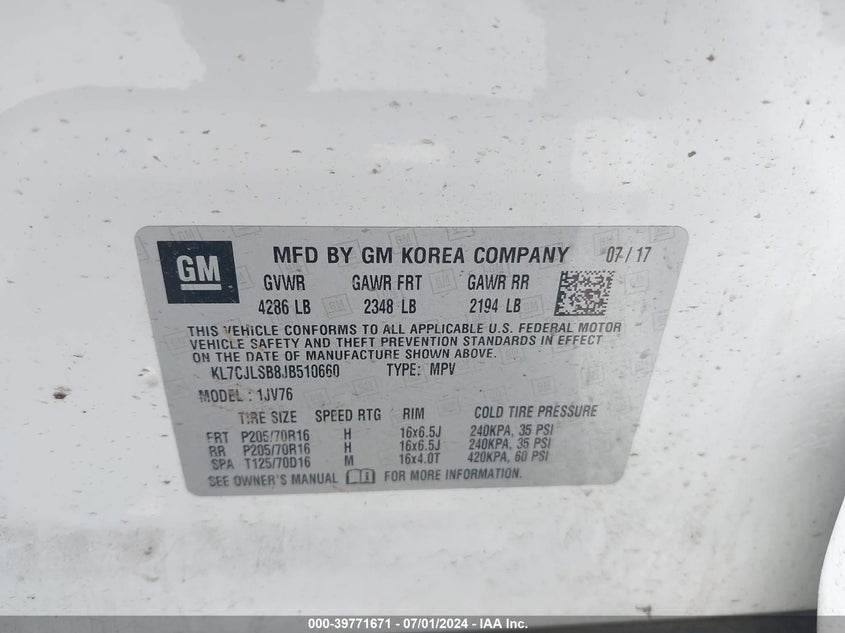 GM
MFD BY GM KOREA COMPANY 07/17
GVWR GAWR FRT GAWR RR
4286 LB 2348 LB 2194 LB
THIS VEHICLE CONFORMS TO ALL APPLICABLE U.S. FEDERAL MOTOR
VEHICLE SAFETY AND THEFT PREVENTION STANDARDS IN EFFECT
ON THE DATE OF MANUFACTURE SHOWN ABOVE.
KL7CJLSB8JB510660 TYPE: MPV
MODEL : 1JV76
TIRE SIZE SPEED RTG RIM COLD TIRE PRESSURE
FRT P205/70R16 H 16x6.5J 240KPA, 35 PSI
RR P205/70R16 H 16x6.5J 240KPA, 35 PSI
SPA T125/70D16 M 16x4.0T 420KPA, 60 PSI
SEE OWNER'S MANUAL FOR MORE INFORMATION.
000-39771671 - 07/01/2024 - IAA Inc.